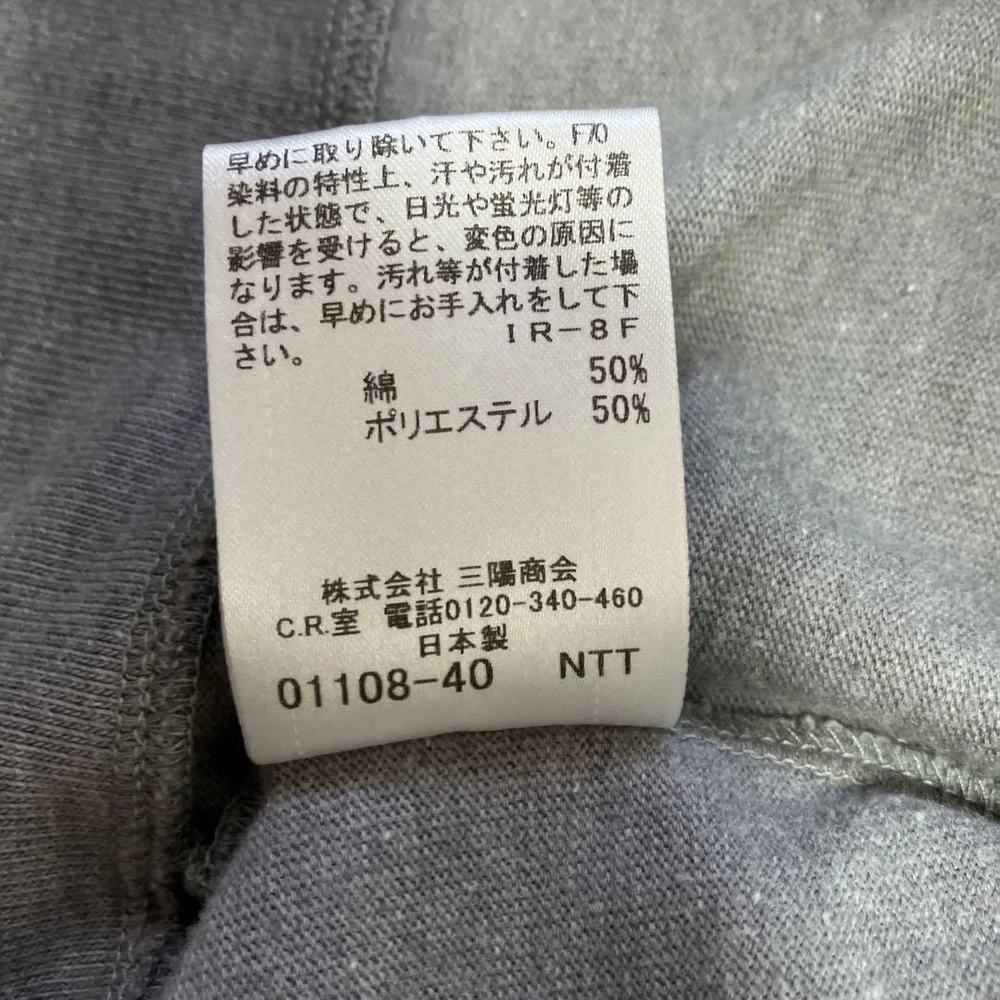 早めに取り除いて下さい。F70
染料の特性上、汗や汚れが付着
した状態で、日光や蛍光灯等の
影響を受けると、変色の原因に
なります。汚れ等が付着した場
合は、早めにお手入れをして下
さい。 IR-8F
綿 50%
ポリエステル 50%
株式会社 三陽商会
C.R.室 電話0120-340-460
日本製
01108-40 NTT